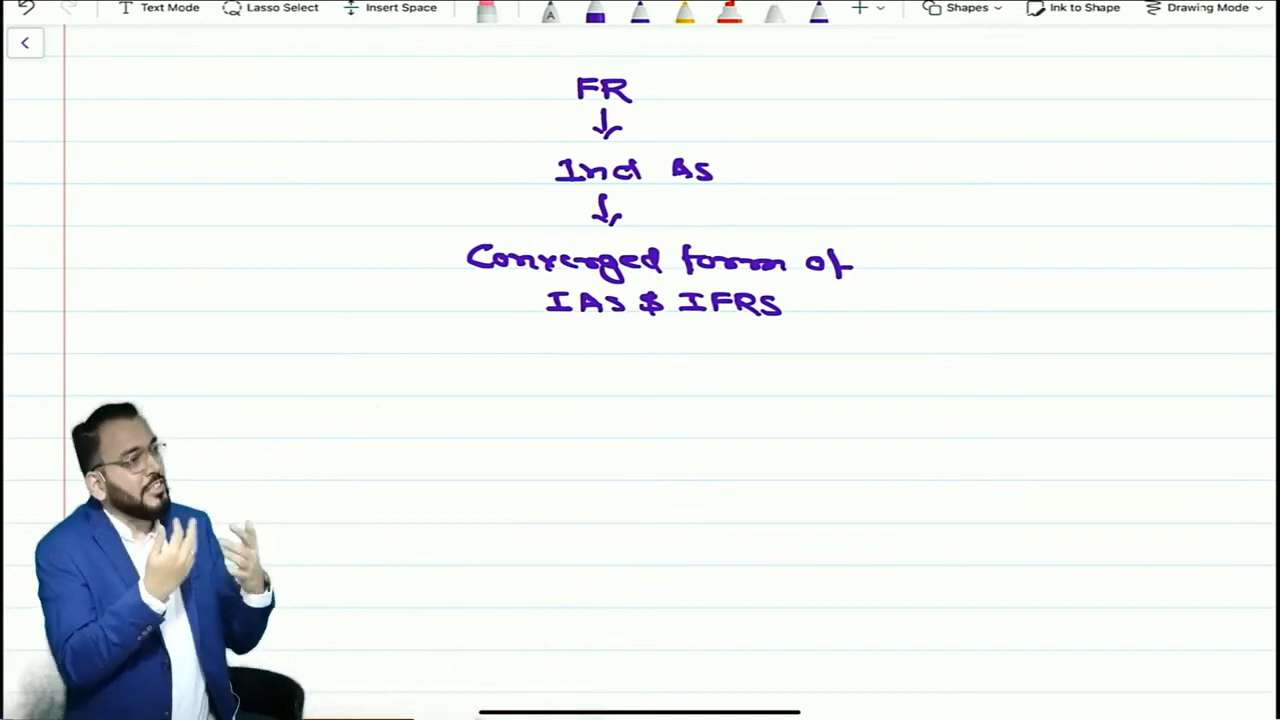 Text Mode Lasso Select Insert Space Shapes Ink to Shape Drawing Mode
FR
Ind AS
Converged form of
IAS & IFRS